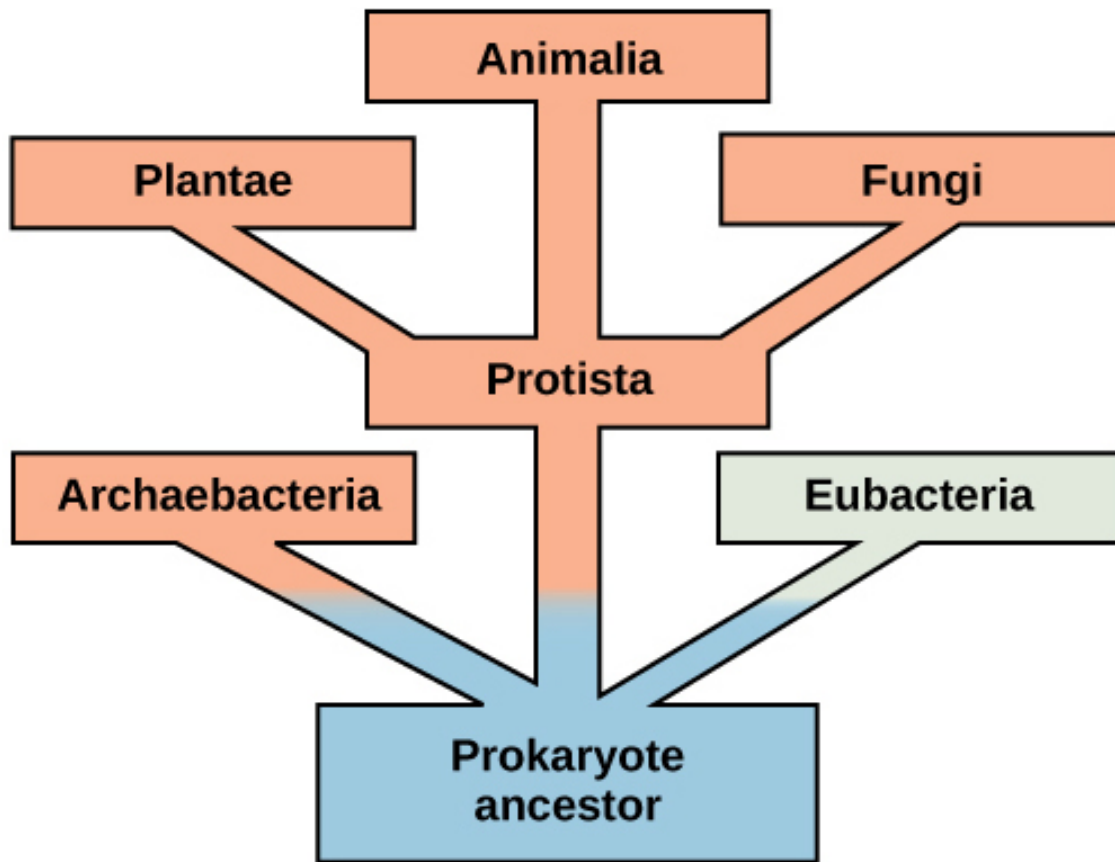 Animalia
Plantae
Fungi
Protista
Archaebacteria
Eubacteria
Prokaryote
ancestor